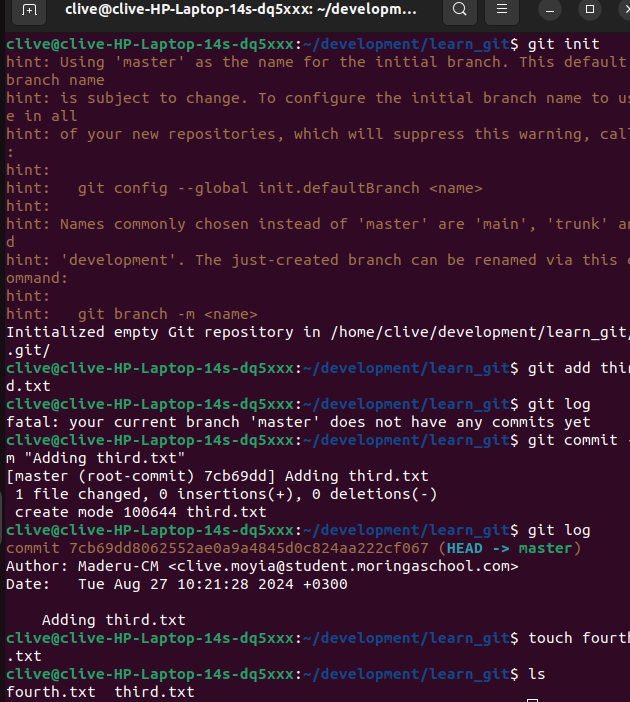 clive@clive-HP-Laptop-14s-dq5xxx: ~/developm...
clive@clive-HP-Laptop-14s-dq5xxx:~/development/learn_git$ git init
hint: Using 'master' as the name for the initial branch. This default
branch name
hint: is subject to change. To configure the initial branch name to us
e in all
hint: of your new repositories, which will suppress this warning, call
:
hint:
hint:   git config --global init.defaultBranch <name>
hint:
hint: Names commonly chosen instead of 'master' are 'main', 'trunk' an
d
hint: 'development'. The just-created branch can be renamed via this c
ommand:
hint:
hint:   git branch -m <name>
Initialized empty Git repository in /home/clive/development/learn_git/
.git/
clive@clive-HP-Laptop-14s-dq5xxx:~/development/learn_git$ git add thir
d.txt
clive@clive-HP-Laptop-14s-dq5xxx:~/development/learn_git$ git log
fatal: your current branch 'master' does not have any commits yet
clive@clive-HP-Laptop-14s-dq5xxx:~/development/learn_git$ git commit -
m "Adding third.txt"
[master (root-commit) 7cb69dd] Adding third.txt
 1 file changed, 0 insertions(+), 0 deletions(-)
 create mode 100644 third.txt
clive@clive-HP-Laptop-14s-dq5xxx:~/development/learn_git$ git log
commit 7cb69dd8062552ae0a9a4845d0c824aa222cf067 (HEAD -> master)
Author: Maderu-CM <clive.moyia@student.moringaschool.com>
Date:   Tue Aug 27 10:21:28 2024 +0300

    Adding third.txt
clive@clive-HP-Laptop-14s-dq5xxx:~/development/learn_git$ touch fourth
.txt
clive@clive-HP-Laptop-14s-dq5xxx:~/development/learn_git$ ls
fourth.txt  third.txt